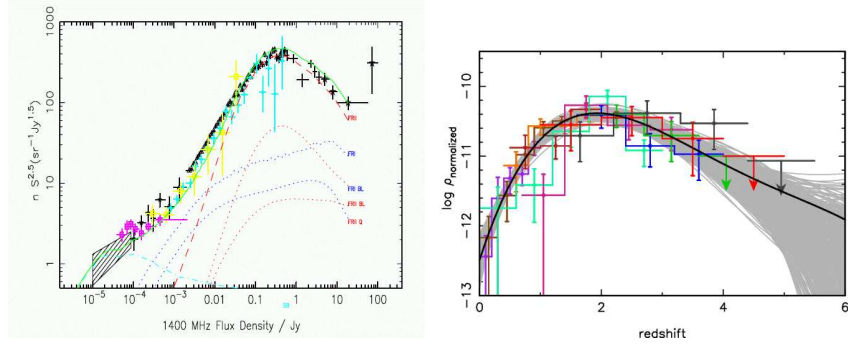 1000
100
10
1
n S^2.5 (sr^-1 Jy^1.5)
FRII
FRI
FRI BL
FRII BL
FRII Q
SB
10^-5 10^-4 10^-3 0.01 0.1 1 10 100
1400 MHz Flux Density / Jy
-10
-11
-12
-13
log ρ normalized
0 2 4 6
redshift